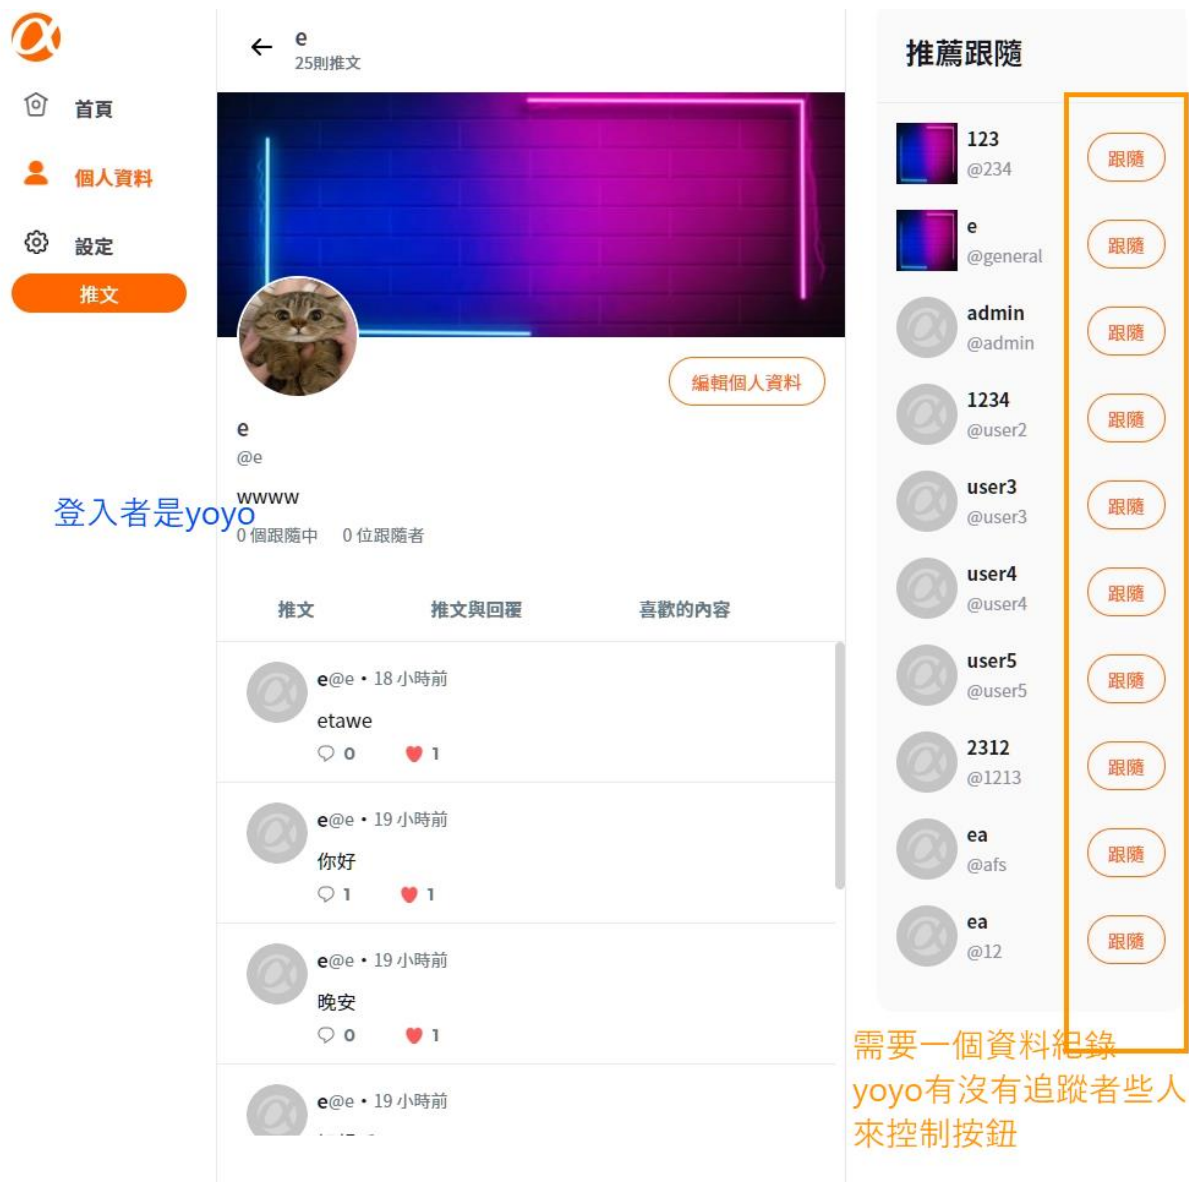 首頁
個人資料
設定
推文
登入者是yoyo
e
25則推文
編輯個人資料
e
@e
wwww
0 個跟隨中 0 位跟隨者
推文 推文與回覆 喜歡的內容
e@e・18 小時前
etawe
0 1
e@e・19 小時前
你好
1 1
e@e・19 小時前
晚安
0 1
e@e・19 小時前
推薦跟隨
123
@234
跟隨
e
@general
跟隨
admin
@admin
跟隨
1234
@user2
跟隨
user3
@user3
跟隨
user4
@user4
跟隨
user5
@user5
跟隨
2312
@1213
跟隨
ea
@afs
跟隨
ea
@12
跟隨
需要一個資料紀錄
yoyo有沒有追蹤者些人
來控制按鈕